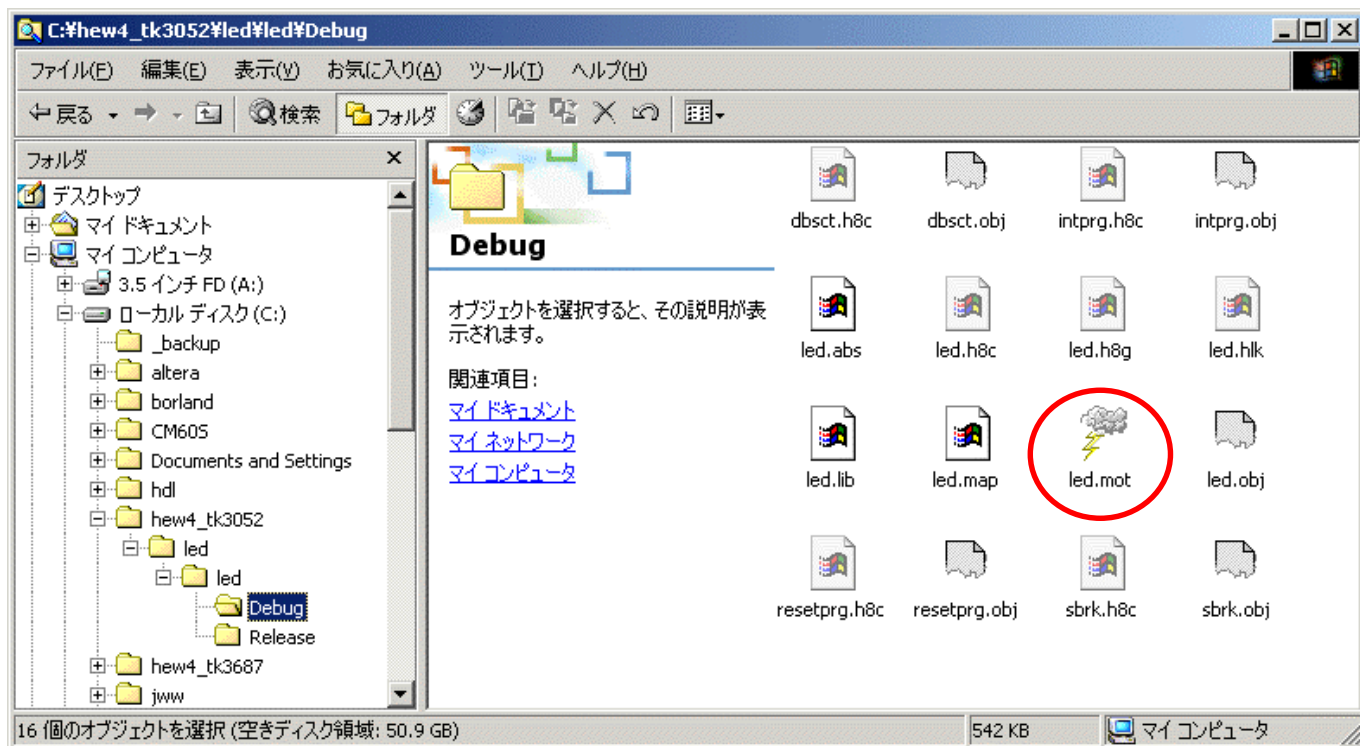 C:¥hew4_tk3052¥led¥led¥Debug
ファイル(F) 編集(E) 表示(V) お気に入り(A) ツール(T) ヘルプ(H)
戻る 検索 フォルダ
フォルダ
デスクトップ
マイ ドキュメント
マイ コンピュータ
3.5 インチ FD (A:)
ローカル ディスク (C:)
_backup
altera
borland
CM60S
Documents and Settings
hdl
hew4_tk3052
led
led
Debug
Release
hew4_tk3687
jww
Debug
オブジェクトを選択すると、その説明が表
示されます。
関連項目:
マイ ドキュメント
マイ ネットワーク
マイ コンピュータ
dbsct.h8c dbsct.obj intprg.h8c intprg.obj
led.abs led.h8c led.h8g led.hlk
led.lib led.map led.mot led.obj
resetprg.h8c resetprg.obj sbrk.h8c sbrk.obj
16 個のオブジェクトを選択 (空きディスク領域: 50.9 GB) 542 KB マイ コンピュータ